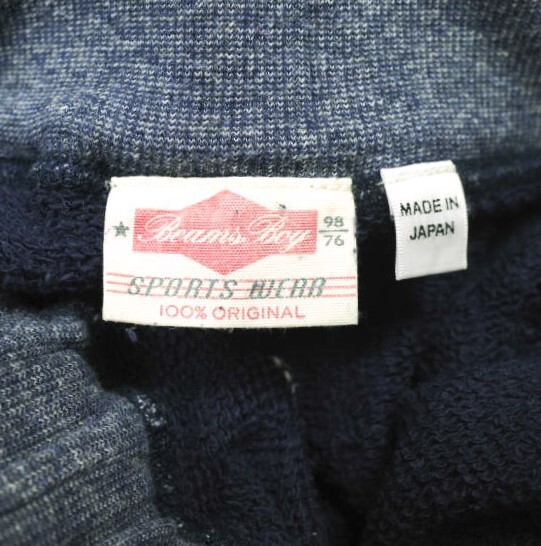 ★ Beams Boy 98/76
SPORTS WEAR
100% ORIGINAL
MADE IN
JAPAN